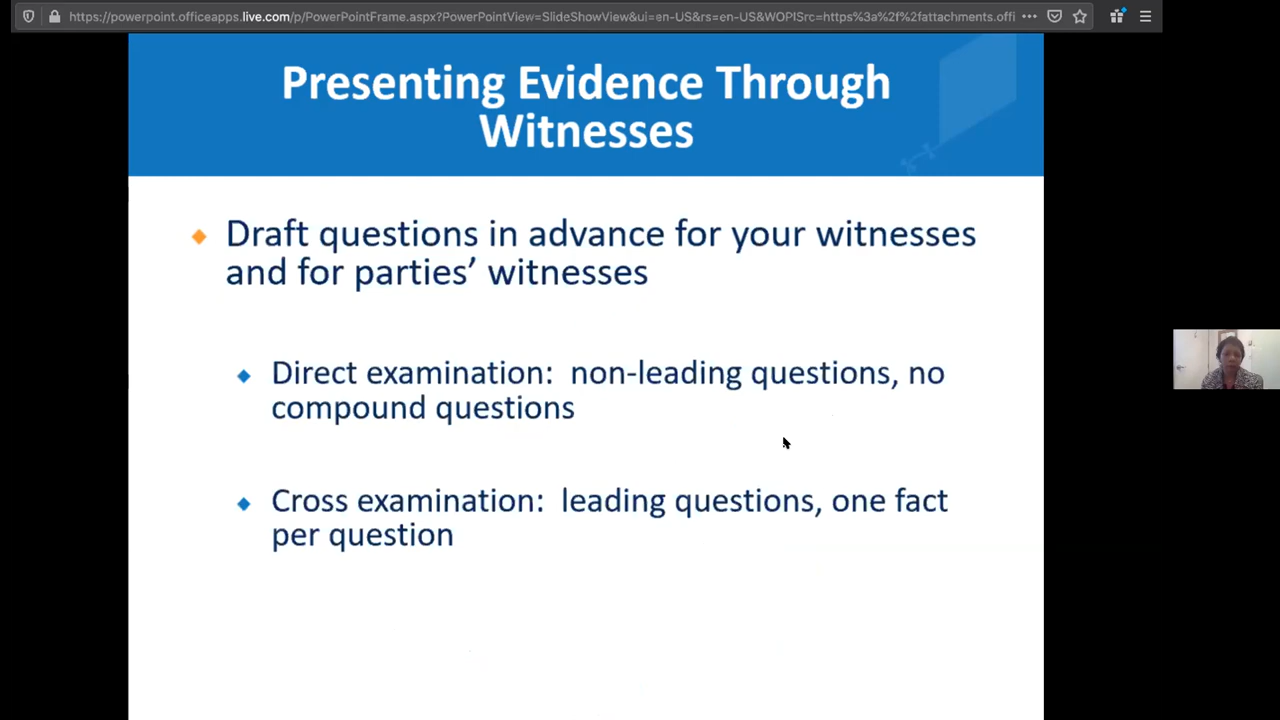 https://powerpoint.officeapps.live.com/p/PowerPointFrame.aspx?PowerPointView=SlideShowView&ui=en-US&rs=en-US&WOPISrc=https%3a%2f%2fattachments.offi
Presenting Evidence Through
Witnesses
Draft questions in advance for your witnesses
and for parties’ witnesses
Direct examination:  non-leading questions, no
compound questions
Cross examination:  leading questions, one fact
per question